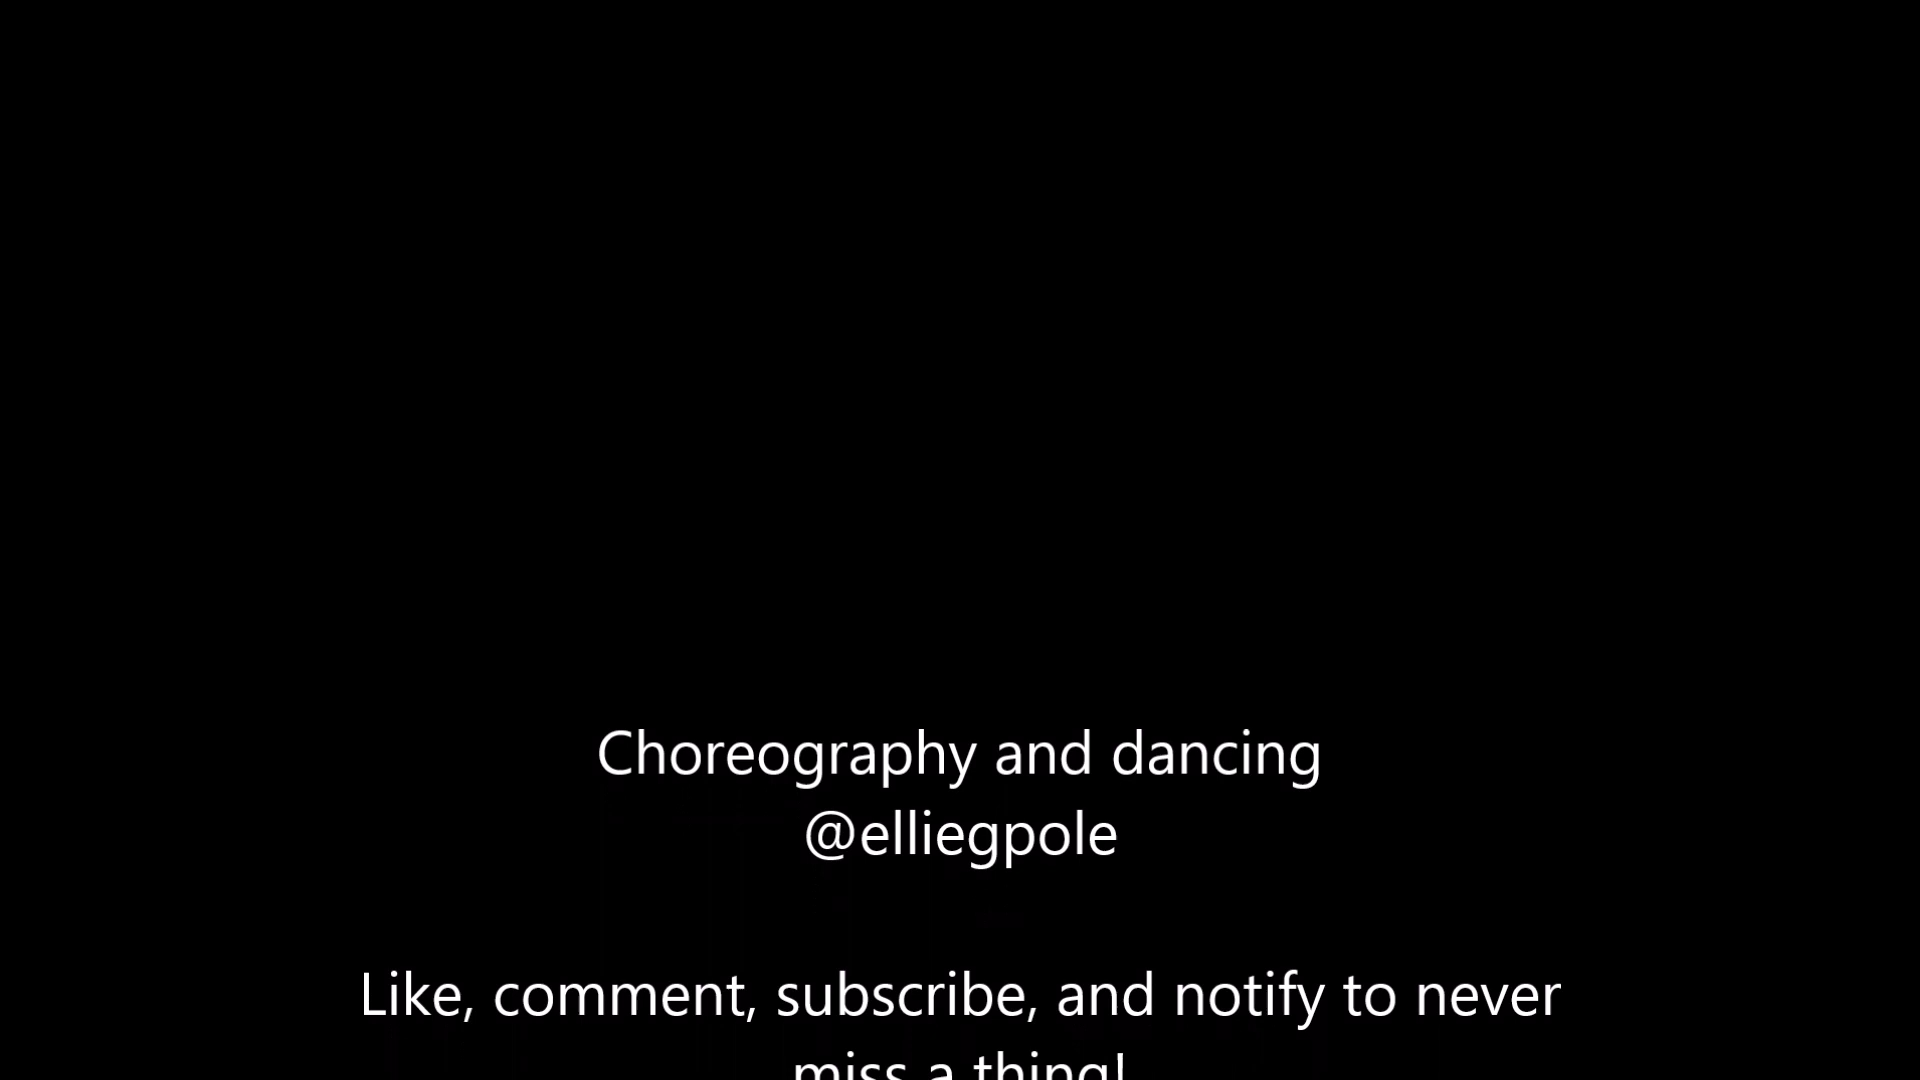 Choreography and dancing
@elliegpole
Like, comment, subscribe, and notify to never
miss a thing!